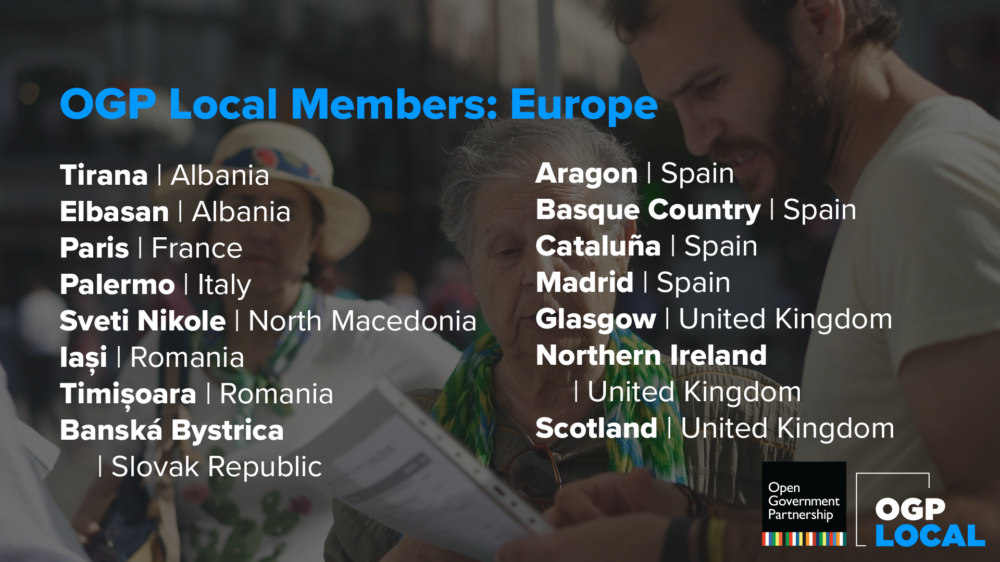 OGP Local Members: Europe
Tirana | Albania
Elbasan | Albania
Paris | France
Palermo | Italy
Sveti Nikole | North Macedonia
Iași | Romania
Timișoara | Romania
Banská Bystrica
| Slovak Republic
Aragon | Spain
Basque Country | Spain
Cataluña | Spain
Madrid | Spain
Glasgow | United Kingdom
Northern Ireland
| United Kingdom
Scotland | United Kingdom
Open
Government
Partnership
OGP
LOCAL